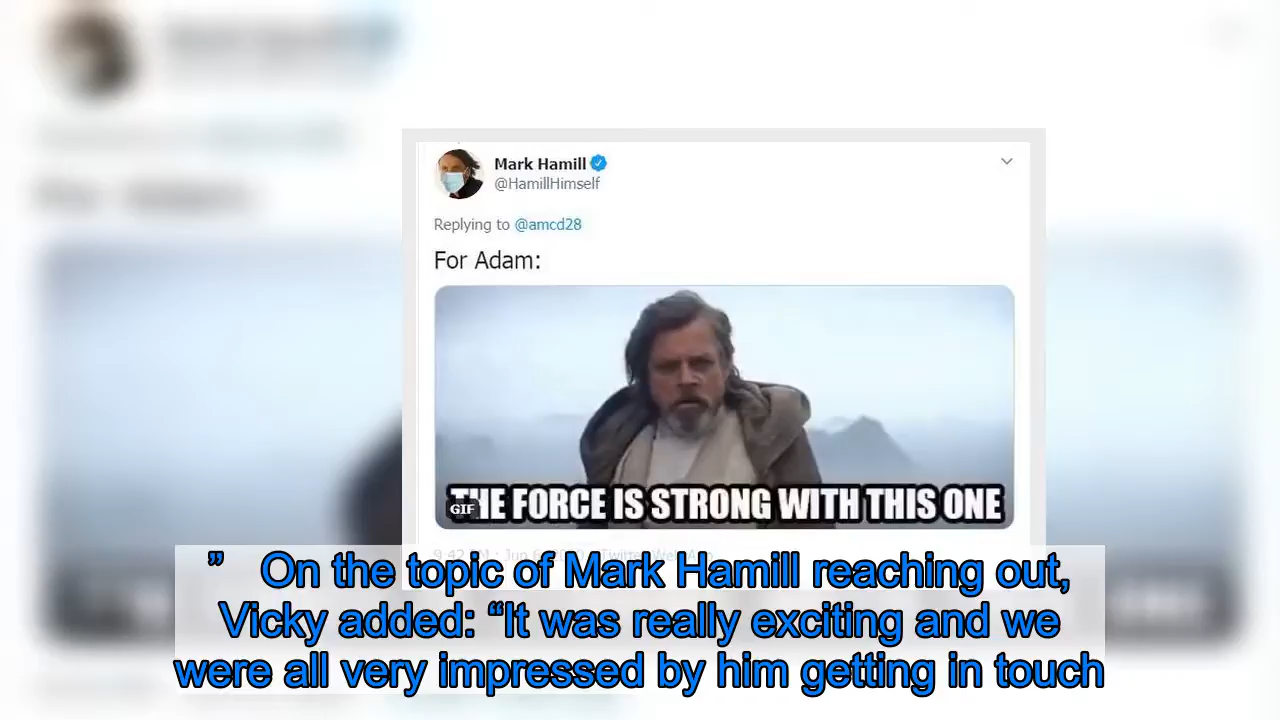 Mark Hamill
@HamillHimself
Replying to @amcd28
For Adam:
THE FORCE IS STRONG WITH THIS ONE
GIF
” On the topic of Mark Hamill reaching out,
Vicky added: “It was really exciting and we
were all very impressed by him getting in touch